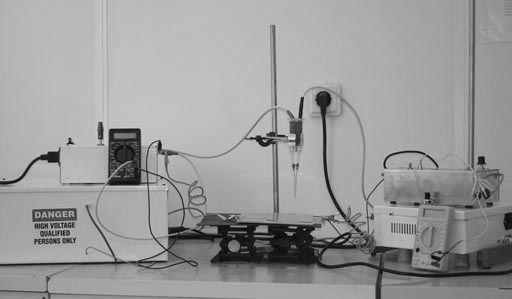 DANGER
HIGH VOLTAGE
QUALIFIED
PERSONS ONLY